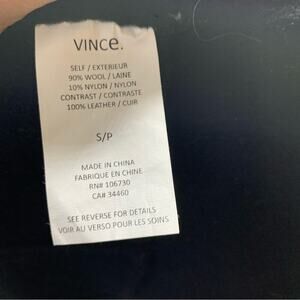 VINCE.
SELF / EXTERIEUR
90% WOOL / LAINE
10% NYLON / NYLON
CONTRAST / CONTRASTE
100% LEATHER / CUIR
S/P
MADE IN CHINA
FABRIQUE EN CHINE
RN# 106730
CA# 34460
SEE REVERSE FOR DETAILS
VOIR AU VERSO POUR LES SOINS